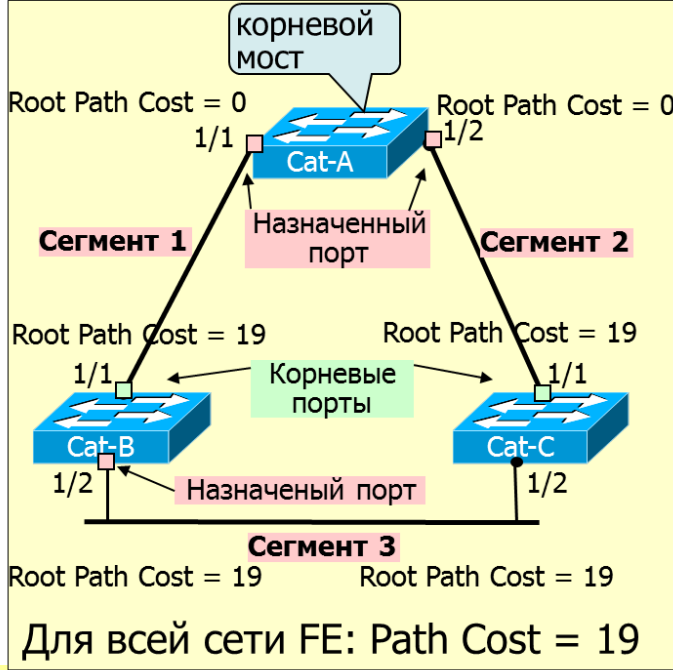 корневой
мост
Root Path Cost = 0
Root Path Cost = 0
1/1
1/2
Cat-A
Назначенный
порт
Сегмент 1
Сегмент 2
Root Path Cost = 19
Root Path Cost = 19
1/1
Корневые
порты
1/1
Cat-B
Cat-C
1/2
Назначеный порт
1/2
Сегмент 3
Root Path Cost = 19
Root Path Cost = 19
Для всей сети FE: Path Cost = 19